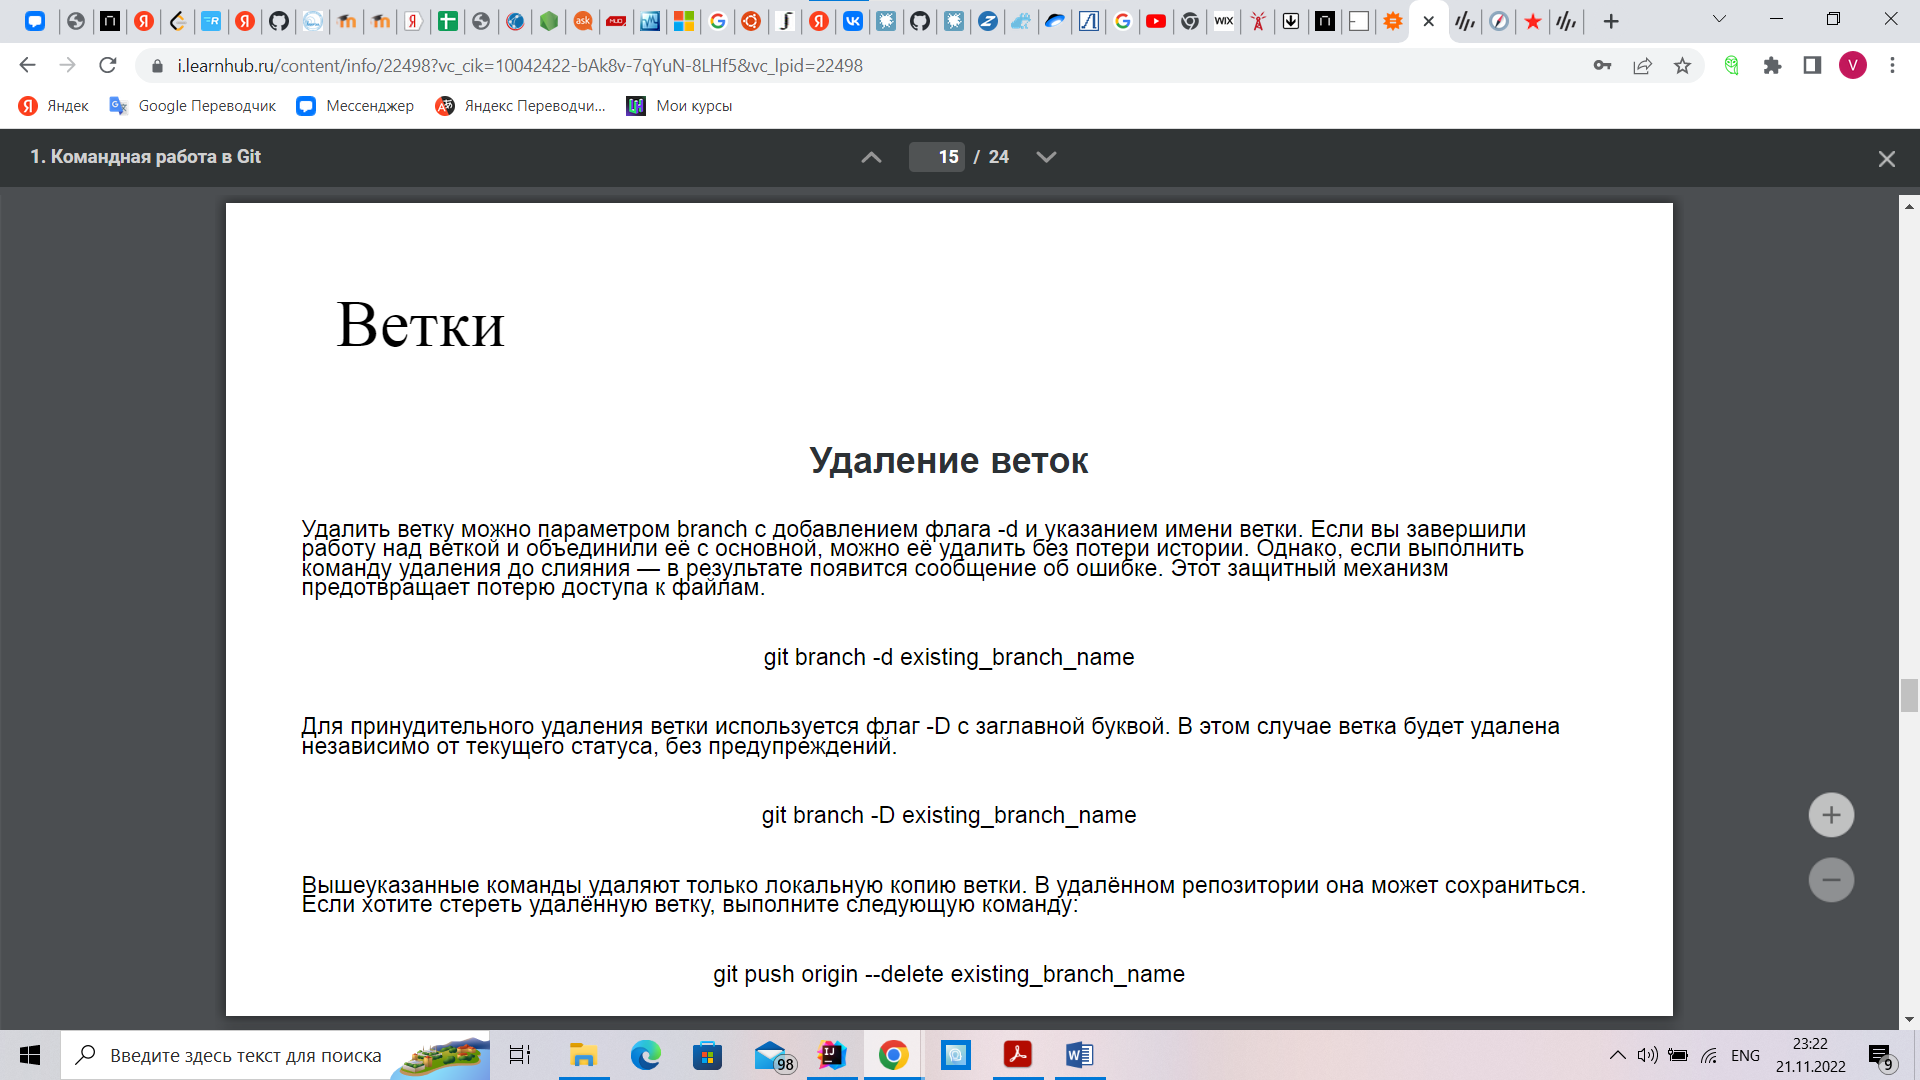 ask
MUO
WIX
i.learnhub.ru/content/info/22498?vc_cik=10042422-bAk8v-7qYuN-8LHf5&vc_lpid=22498
V
Яндек
Google Переводчик
Мессенджер
Яндекс Переводчи...
Мои курсы
1. Командная работа в Git
15 / 24
Ветки
Удаление веток
Удалить ветку можно параметром branch с добавлением флага -d и указанием имени ветки. Если вы завершили
работу над веткой и объединили её с основной, можно её удалить без потери истории. Однако, если выполнить
команду удаления до слияния — в результате появится сообщение об ошибке. Этот защитный механизм
предотвращает потерю доступа к файлам.
git branch -d existing_branch_name
Для принудительного удаления ветки используется флаг -D с заглавной буквой. В этом случае ветка будет удалена
независимо от текущего статуса, без предупреждений.
git branch -D existing_branch_name
Вышеуказанные команды удаляют только локальную копию ветки. В удалённом репозитории она может сохраниться.
Если хотите стереть удалённую ветку, выполните следующую команду:
git push origin --delete existing_branch_name
Введите здесь текст для поиска
98
ENG
23:22
21.11.2022
9